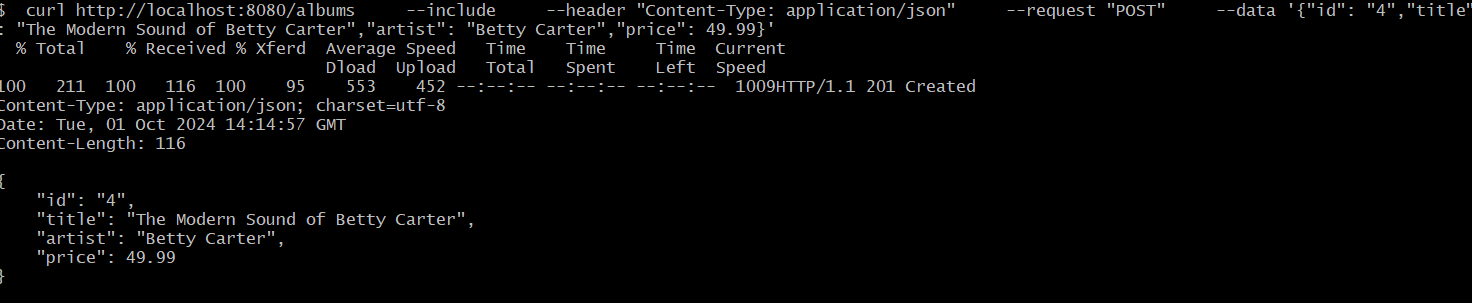 $  curl http://localhost:8080/albums     --include     --header "Content-Type: application/json"     --request "POST"     --data '{"id": "4","title"
: "The Modern Sound of Betty Carter","artist": "Betty Carter","price": 49.99}'
  % Total    % Received % Xferd  Average Speed   Time    Time     Time  Current
                                 Dload  Upload   Total   Spent    Left  Speed
100   211  100   116  100    95    553    452 --:--:-- --:--:-- --:--:--  1009HTTP/1.1 201 Created
Content-Type: application/json; charset=utf-8
Date: Tue, 01 Oct 2024 14:14:57 GMT
Content-Length: 116

{
    "id": "4",
    "title": "The Modern Sound of Betty Carter",
    "artist": "Betty Carter",
    "price": 49.99
}